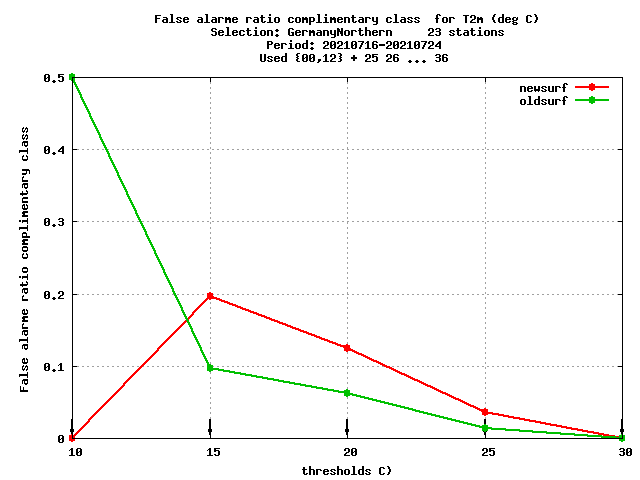 False alarme ratio complimentary class  for T2m (deg C)
Selection: GermanyNorthern     23 stations
Period: 20210716-20210724
Used {00,12} + 25 26 ... 36
newsurf
oldsurf
False alarme ratio complimentary class
0.5
0.4
0.3
0.2
0.1
0
10 15 20 25 30
thresholds C)